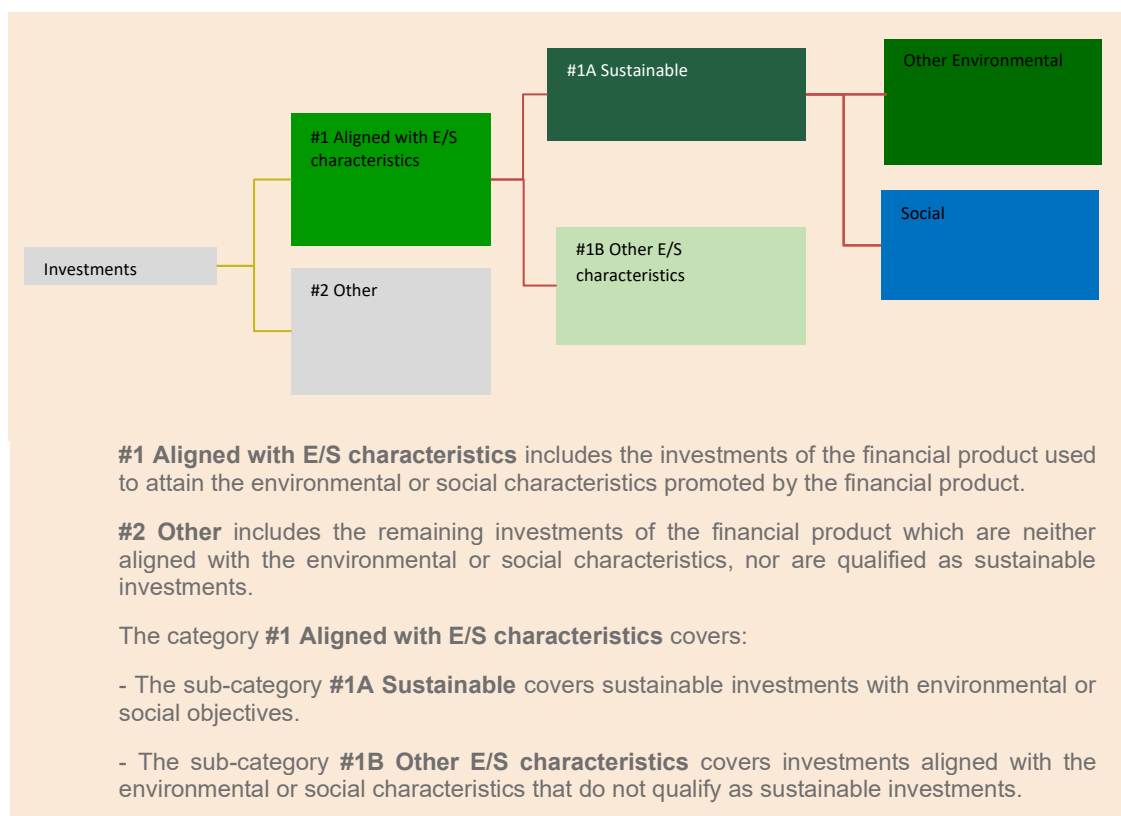 #1A Sustainable
Other Environmental
#1 Aligned with E/S
characteristics
Social
#1B Other E/S
characteristics
Investments
#2 Other
#1 Aligned with E/S characteristics includes the investments of the financial product used
to attain the environmental or social characteristics promoted by the financial product.
#2 Other includes the remaining investments of the financial product which are neither
aligned with the environmental or social characteristics, nor are qualified as sustainable
investments.
The category #1 Aligned with E/S characteristics covers:
- The sub-category #1A Sustainable covers sustainable investments with environmental or
social objectives.
- The sub-category #1B Other E/S characteristics covers investments aligned with the
environmental or social characteristics that do not qualify as sustainable investments.